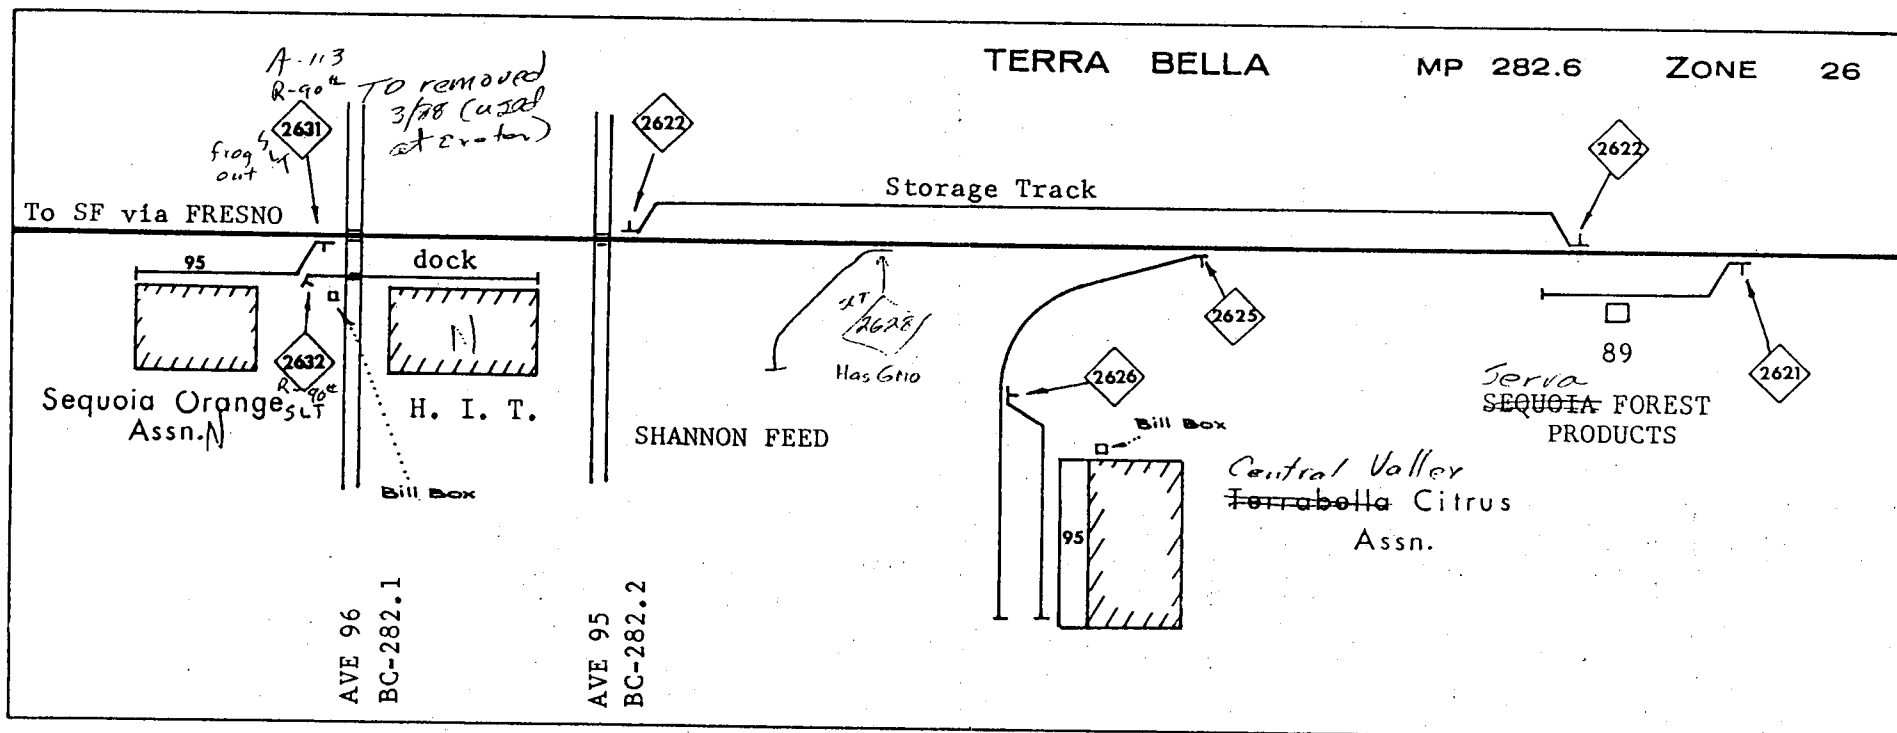 TERRA BELLA MP 282.6 ZONE 26
A-113
R-90#
TO removed
3/88 (used
at
2631
frog
out
2622
2622
Storage Track
To SF via FRESNO
95
dock
N
2632
R-90#
SLT
2628
Has Grio
2625
2626
89
2621
Sequoia Orange
Assn. N
H. I. T.
SHANNON FEED
Bill Box
Bill Box
95
Central Valley
Terrabella Citrus
Assn.
Serva
SEQUOIA FOREST
PRODUCTS
AVE 96
BC-282.1
AVE 95
BC-282.2